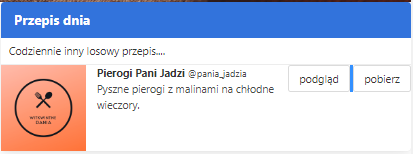 Przepis dnia
Codziennie inny losowy przepis....
Pierogi Pani Jadzi @pania_jadzia
Pyszne pierogi z malinami na chłodne
wieczory.
podgląd
pobierz